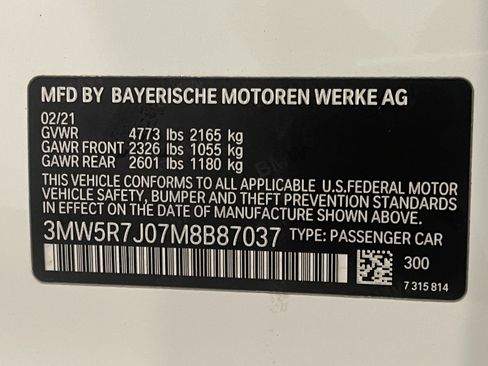 MFD BY BAYERISCHE MOTOREN WERKE AG
02/21
GVWR 4773 lbs 2165 kg
GAWR FRONT 2326 lbs 1055 kg
GAWR REAR 2601 lbs 1180 kg
THIS VEHICLE CONFORMS TO ALL APPLICABLE U.S.FEDERAL MOTOR
VEHICLE SAFETY, BUMPER AND THEFT PREVENTION STANDARDS
IN EFFECT ON THE DATE OF MANUFACTURE SHOWN ABOVE.
3MW5R7J07M8B87037 TYPE: PASSENGER CAR
300
7 315 814